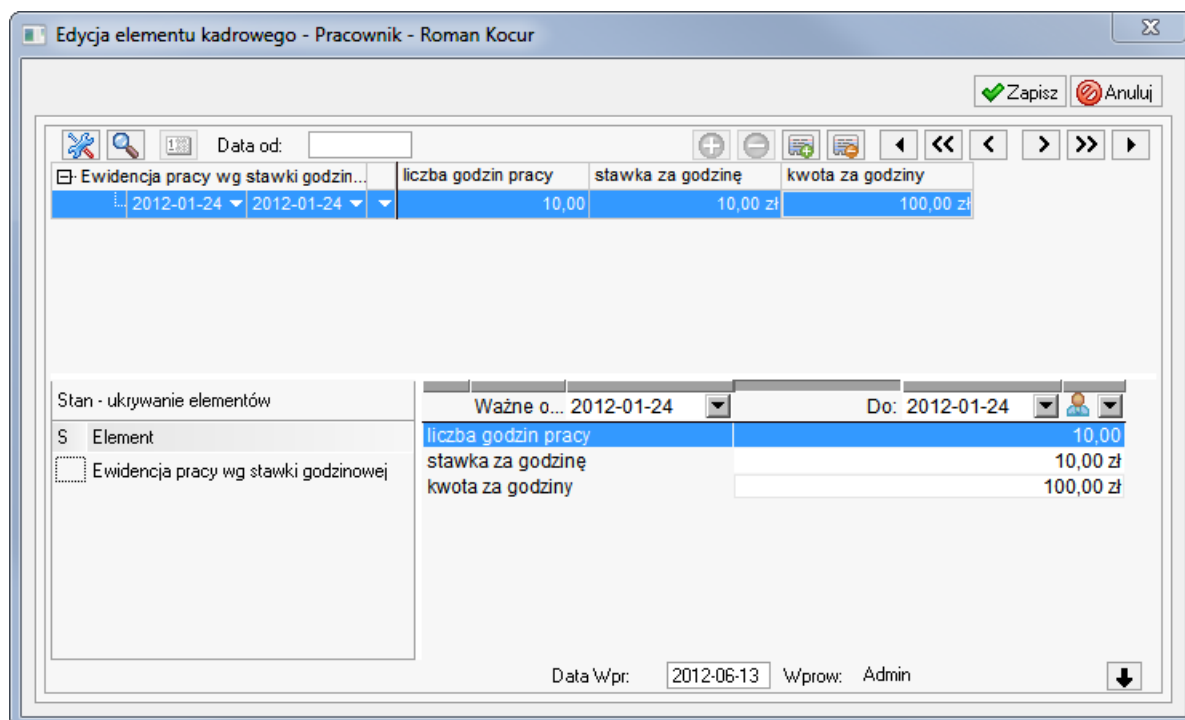 Edycja elementu kadrowego - Pracownik - Roman Kocur
Zapisz Anuluj
Data od:
Ewidencja pracy wg stawki godzin... liczba godzin pracy stawka za godzinę kwota za godziny
2012-01-24 2012-01-24 10,00 10,00 zł 100,00 zł
Stan - ukrywanie elementów
Ważne o... 2012-01-24 Do: 2012-01-24
S Element
liczba godzin pracy 10,00
Ewidencja pracy wg stawki godzinowej
stawka za godzinę 10,00 zł
kwota za godziny 100,00 zł
Data Wpr: 2012-06-13 Wprow: Admin